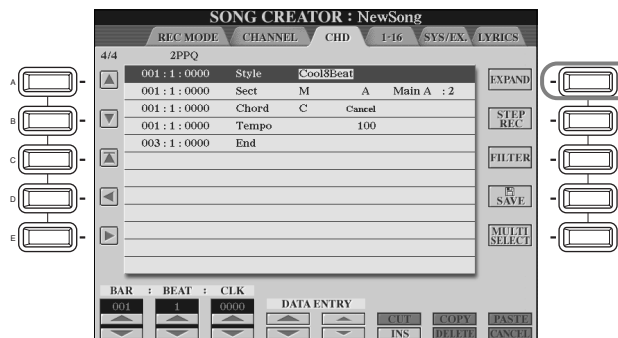 SONG CREATOR : NewSong
REC MODE CHANNEL CHD 1-16 SYS/EX. LYRICS
4/4 2PPQ
A 001 : 1 : 0000 Style Cool8Beat EXPAND
001 : 1 : 0000 Sect M A Main A : 2
B 001 : 1 : 0000 Chord C Cancel STEP REC
001 : 1 : 0000 Tempo 100
003 : 1 : 0000 End
C FILTER
D SAVE
E MULTI SELECT
BAR : BEAT : CLK
001 1 0000 DATA ENTRY
CUT COPY PASTE
INS DELETE CANCEL